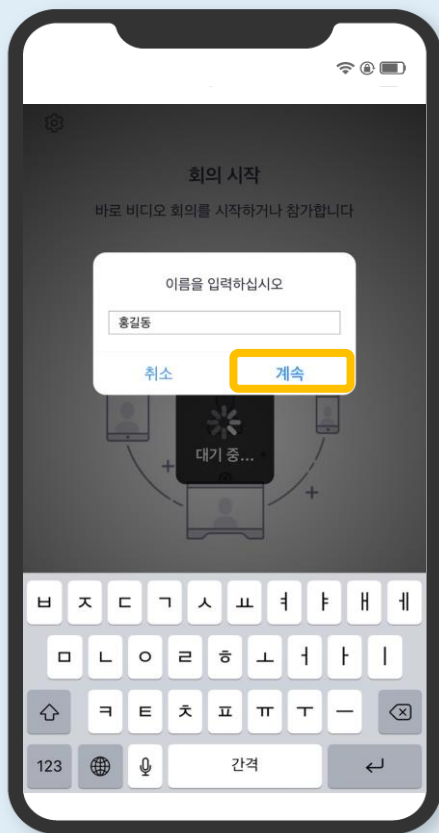 회의 시작
바로 비디오 회의를 시작하거나 참가합니다
이름을 입력하십시오
홍길동
취소 계속
대기 중...
ㅂ ㅈ ㄷ ㄱ ㅅ ㅛ ㅕ ㅑ ㅐ ㅔ
ㅁ ㄴ ㅇ ㄹ ㅎ ㅗ ㅓ ㅏ ㅣ
ㅋ ㅌ ㅊ ㅍ ㅠ ㅜ ㅡ
123 간격